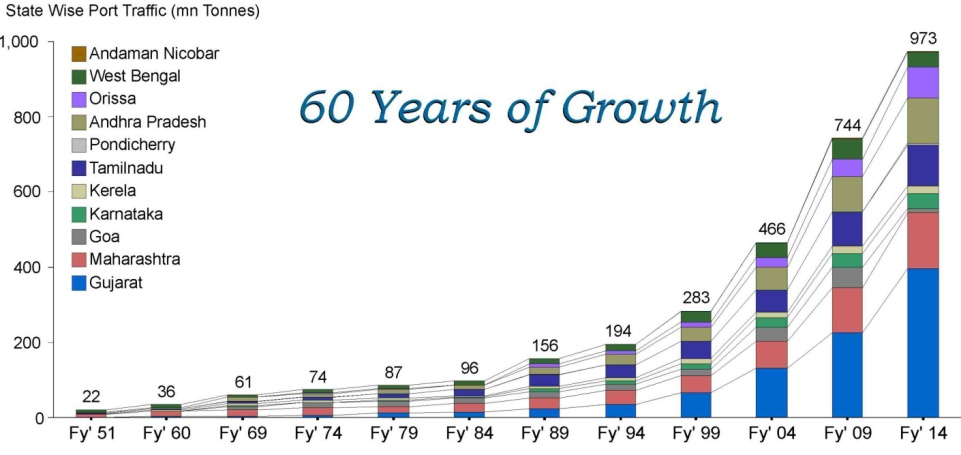 State Wise Port Traffic (mn Tonnes)
1,000
800
600
400
200
0
Andaman Nicobar
West Bengal
Orissa
Andhra Pradesh
Pondicherry
Tamilnadu
Kerela
Karnataka
Goa
Maharashtra
Gujarat
60 Years of Growth
22 36 61 74 87 96 156 194 283 466 744 973
Fy' 51 Fy' 60 Fy' 69 Fy' 74 Fy' 79 Fy' 84 Fy' 89 Fy' 94 Fy' 99 Fy' 04 Fy' 09 Fy' 14